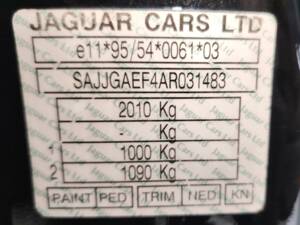 JAGUAR CARS LTD
e11*95/54*0061*03
SAJJGAEF4AR031483
2010 Kg
- Kg
1 1000 Kg
2 1090 Kg
PAINT PED TRIM NED KN